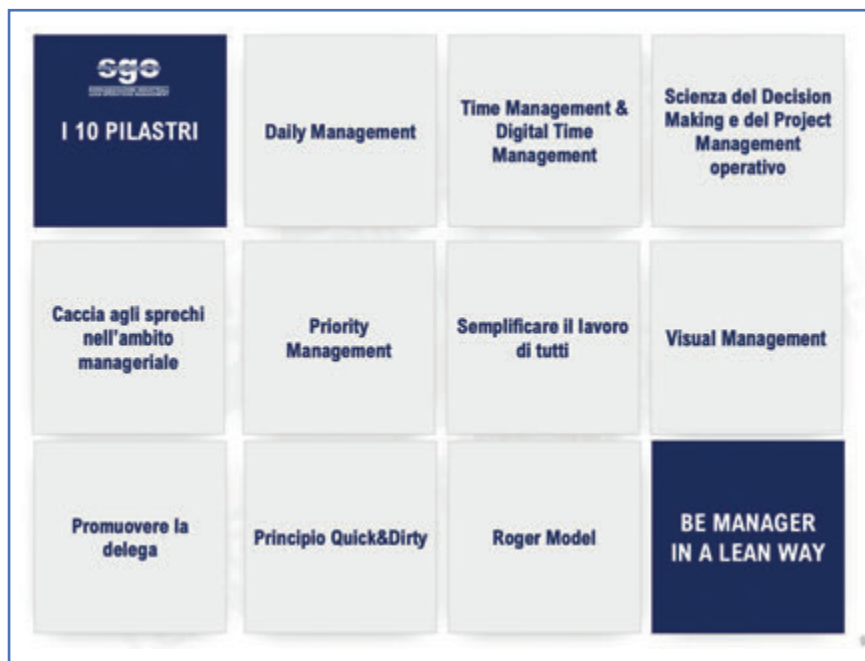 sgo
I 10 PILASTRI
Daily Management
Time Management &
Digital Time
Management
Scienza del Decision
Making e del Project
Management
operativo
Caccia agli sprechi
nell'ambito
manageriale
Priority
Management
Semplificare il lavoro
di tutti
Visual Management
Promuovere la
delega
Principio Quick&Dirty
Roger Model
BE MANAGER
IN A LEAN WAY